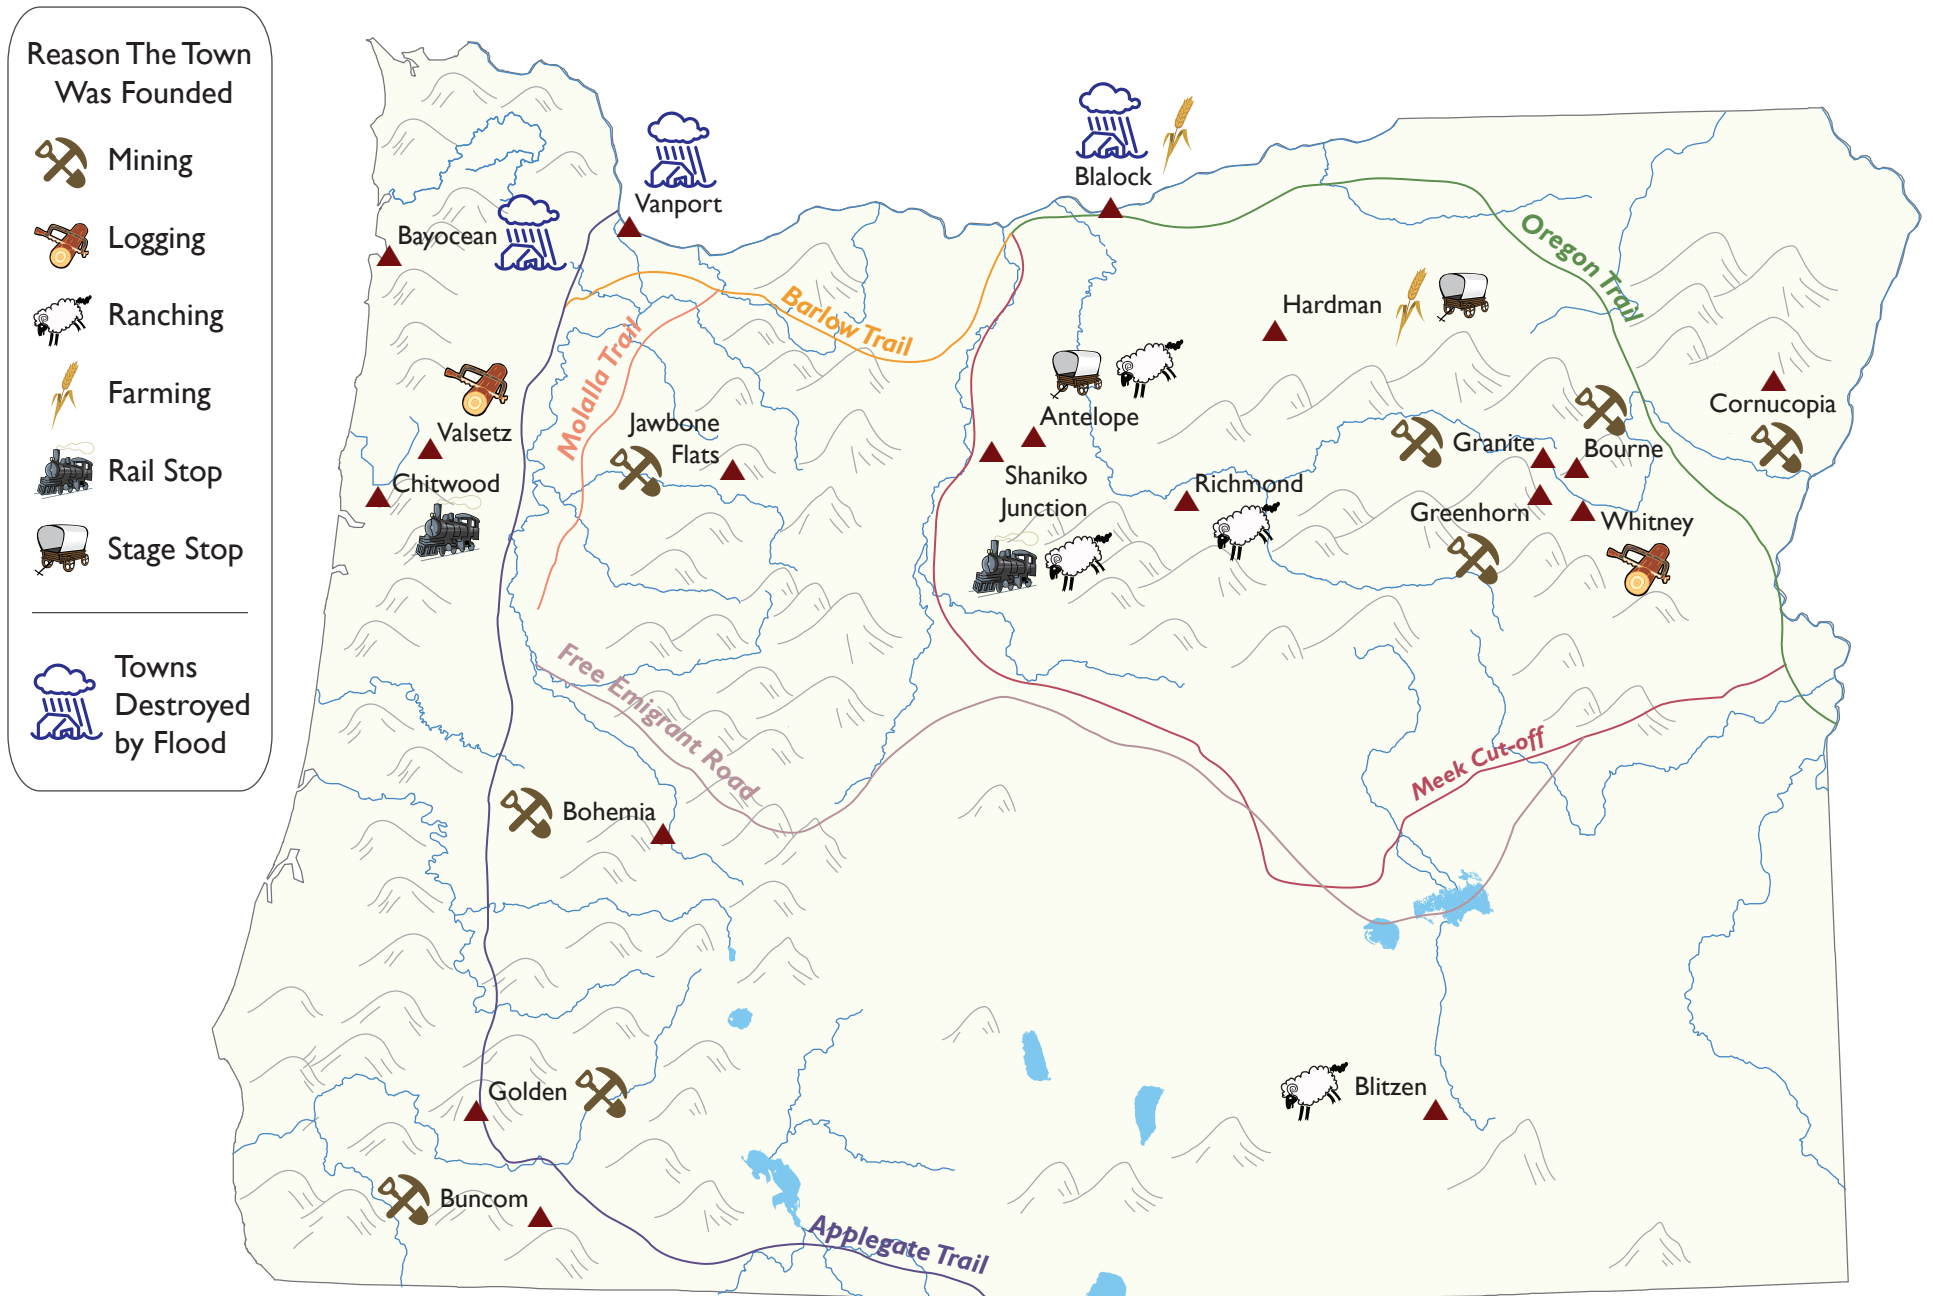 Reason The Town
Was Founded
Mining
Logging
Ranching
Farming
Rail Stop
Stage Stop
Towns
Destroyed
by Flood
Vanport
Blalock
Bayocean
Oregon Trail
Barlow Trail
Hardman
Molalla Trail
Cornucopia
Antelope
Jawbone
Flats
Valsetz
Granite
Bourne
Shaniko
Junction
Chitwood
Richmond
Greenhorn
Whitney
Free Emigrant Road
Meek Cut-off
Bohemia
Golden
Blitzen
Buncom
Applegate Trail